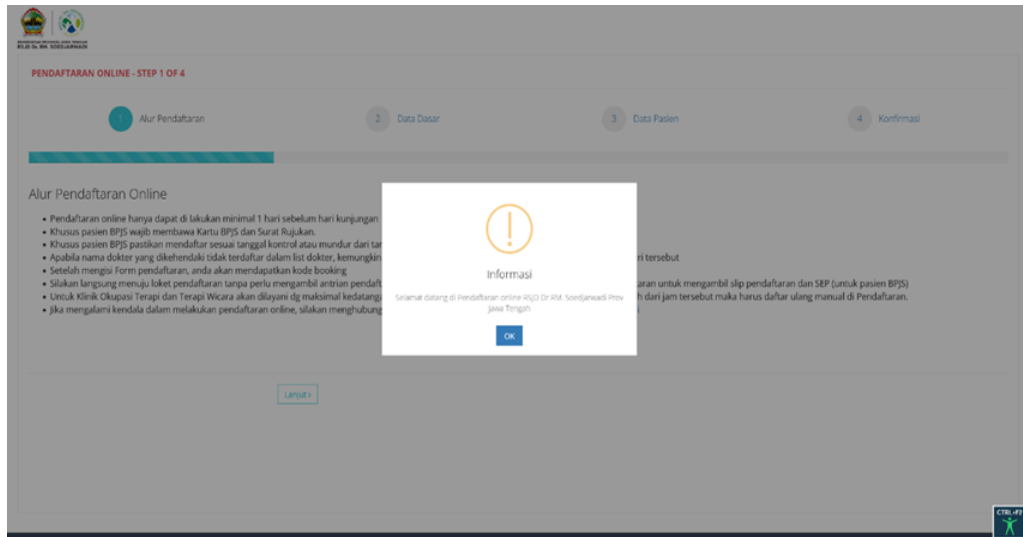 RSJD Dr. RM. SOEDJARWADI
PENDAFTARAN ONLINE - STEP 1 OF 4
1 Alur Pendaftaran
2 Data Dasar
3 Data Pasien
4 Konfirmasi
Alur Pendaftaran Online
• Pendaftaran online hanya dapat di lakukan minimal 1 hari sebelum hari kunjungan
• Khusus pasien BPJS wajib membawa Kartu BPJS dan Surat Rujukan.
• Khusus pasien BPJS pastikan mendaftar sesuai tanggal kontrol atau mundur dari tan
• Apabila nama dokter yang dikehendaki tidak terdaftar dalam list dokter, kemungkin ri tersebut
• Setelah mengisi Form pendaftaran, anda akan mendapatkan kode booking
• Silakan langsung menuju loket pendaftaran tanpa perlu mengambil antrian pendaft aran untuk mengambil slip pendaftaran dan SEP (untuk pasien BPJS)
• Untuk Klinik Okupasi Terapi dan Terapi Wicara akan dilayani dg maksimal kedatanga h dari jam tersebut maka harus daftar ulang manual di Pendaftaran.
• Jika mengalami kendala dalam melakukan pendaftaran online, silakan menghubung
Informasi
Selamat datang di Pendaftaran online RSJD Dr RM. Soedjarwadi Prov
Jawa Tengah
OK
Lanjut >
CTRL+F2